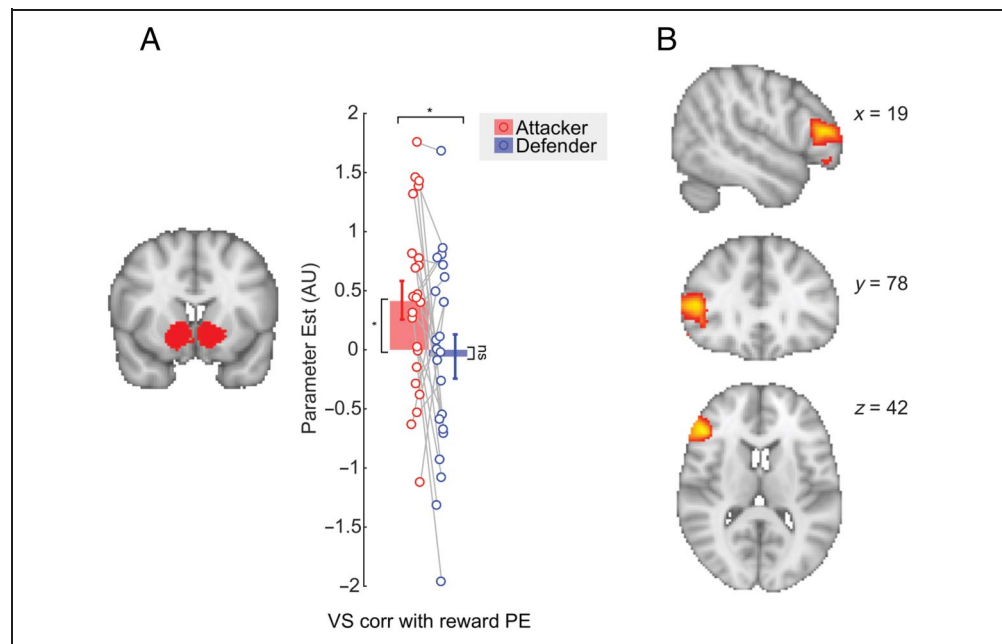 A
B
2
1.5
1
0.5
0
−0.5
−1
−1.5
−2
Parameter Est (AU)
*
*
ns
Attacker
Defender
VS corr with reward PE
x = 19
y = 78
z = 42